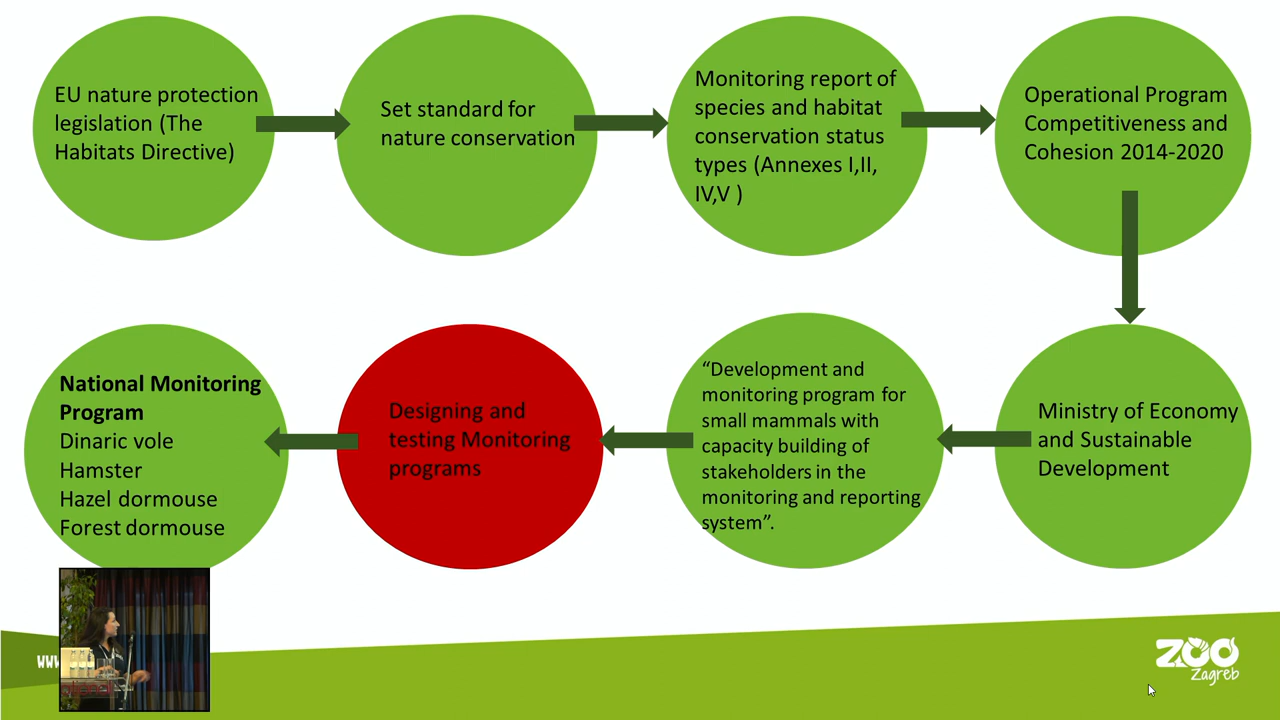 EU nature protection
legislation (The
Habitats Directive)
Set standard for
nature conservation
Monitoring report of
species and habitat
conservation status
types (Annexes I,II,
IV,V )
Operational Program
Competitiveness and
Cohesion 2014-2020
Ministry of Economy
and Sustainable
Development
“Development and
monitoring program for
small mammals with
capacity building of
stakeholders in the
monitoring and reporting
system”.
Designing and
testing Monitoring
programs
National Monitoring
Program
Dinaric vole
Hamster
Hazel dormouse
Forest dormouse
ZOO
Zagreb